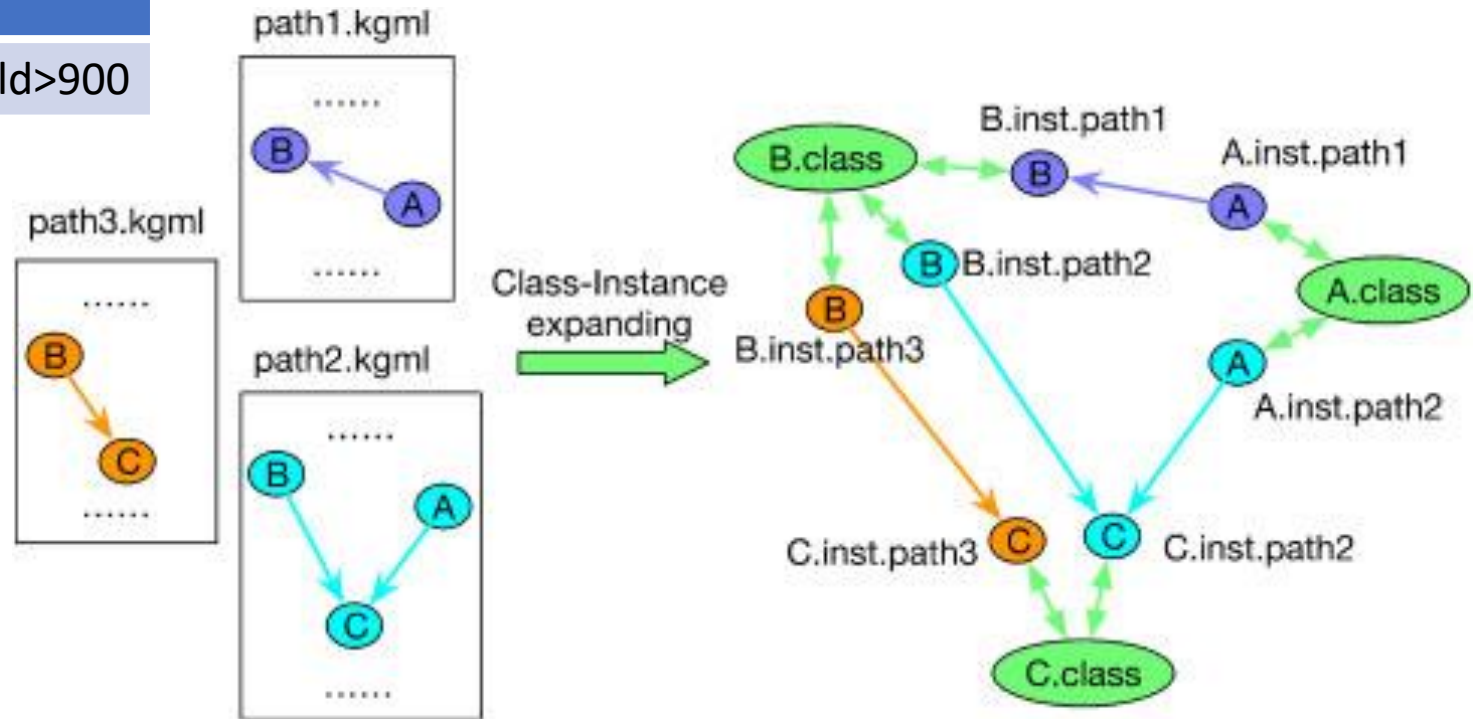 ld>900
path1.kgml
......
B
A
......
path3.kgml
......
B
C
......
path2.kgml
......
B
A
C
......
Class-Instance
expanding
B.class
B.inst.path1
B
A.inst.path1
A
B
B.inst.path2
A.class
B
B.inst.path3
A
A.inst.path2
C.inst.path3
C
C
C.inst.path2
C.class